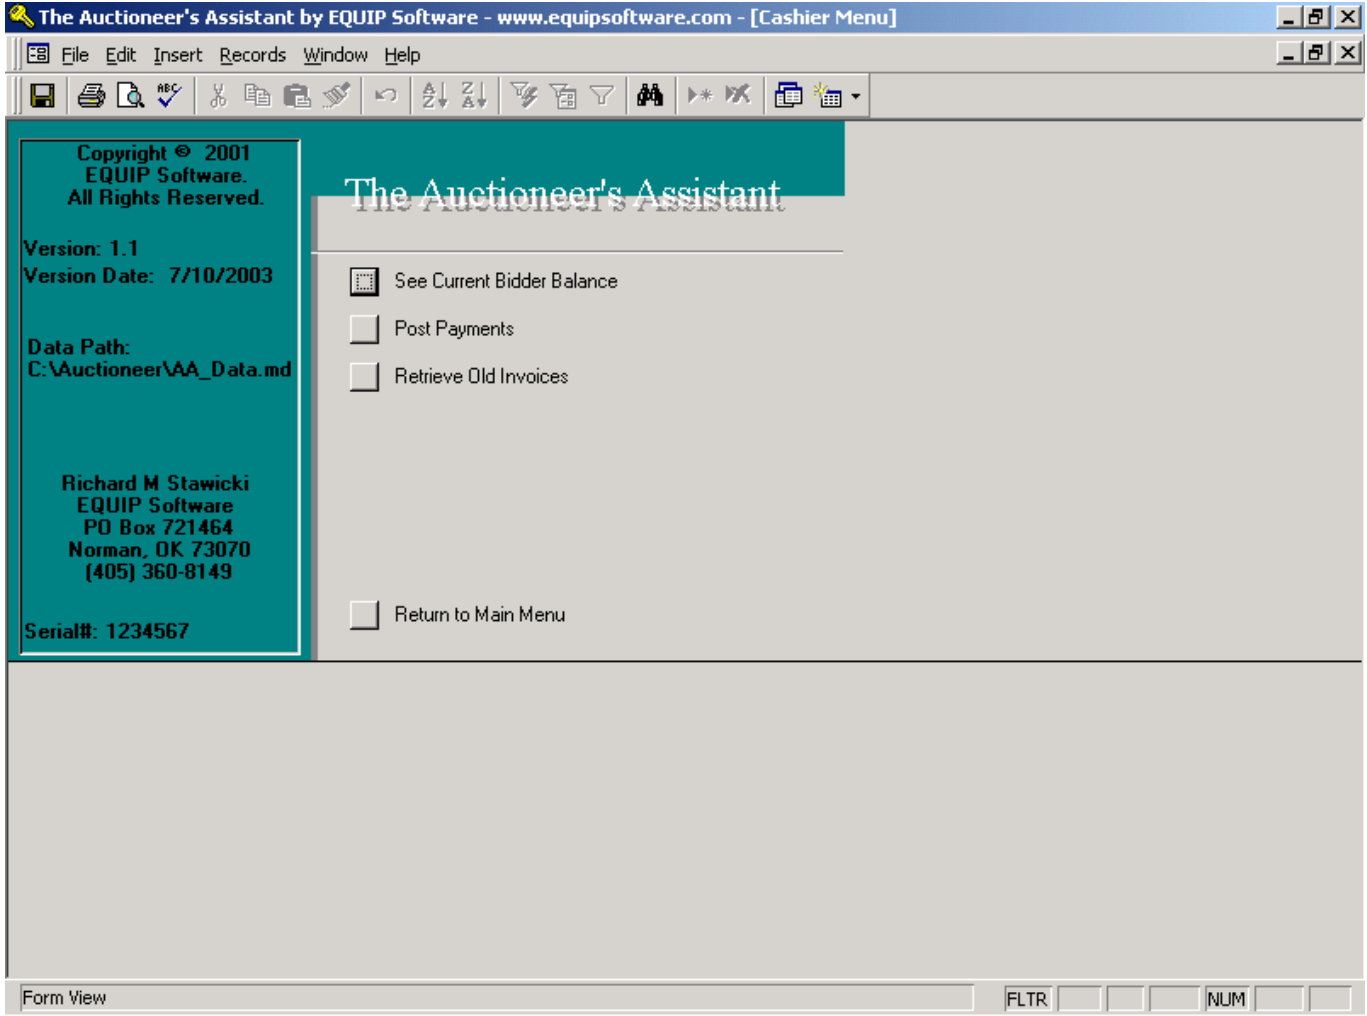 The Auctioneer's Assistant by EQUIP Software - www.equipsoftware.com - [Cashier Menu]
File Edit Insert Records Window Help
Copyright © 2001
EQUIP Software.
All Rights Reserved.
Version: 1.1
Version Date: 7/10/2003
Data Path:
C:\Auctioneer\AA_Data.md
Richard M Stawicki
EQUIP Software
PO Box 721464
Norman, OK 73070
(405) 360-8149
Serial#: 1234567
The Auctioneer's Assistant
See Current Bidder Balance
Post Payments
Retrieve Old Invoices
Return to Main Menu
Form View FLTR NUM